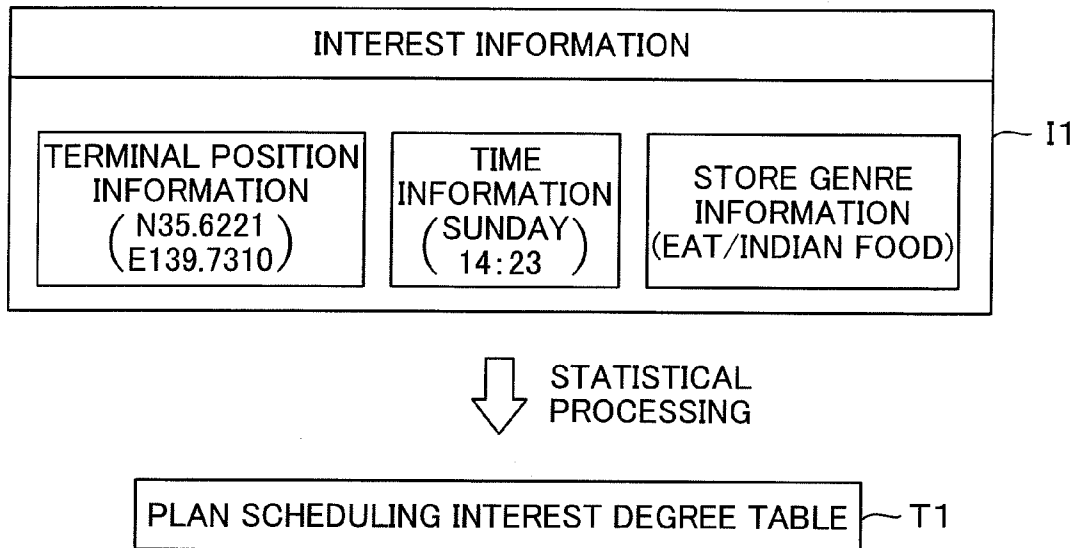 INTEREST INFORMATION
I1
TERMINAL POSITION
INFORMATION
(N35.6221
E139.7310)
TIME
INFORMATION
(SUNDAY
14:23)
STORE GENRE
INFORMATION
(EAT/INDIAN FOOD)
STATISTICAL
PROCESSING
PLAN SCHEDULING INTEREST DEGREE TABLE
T1